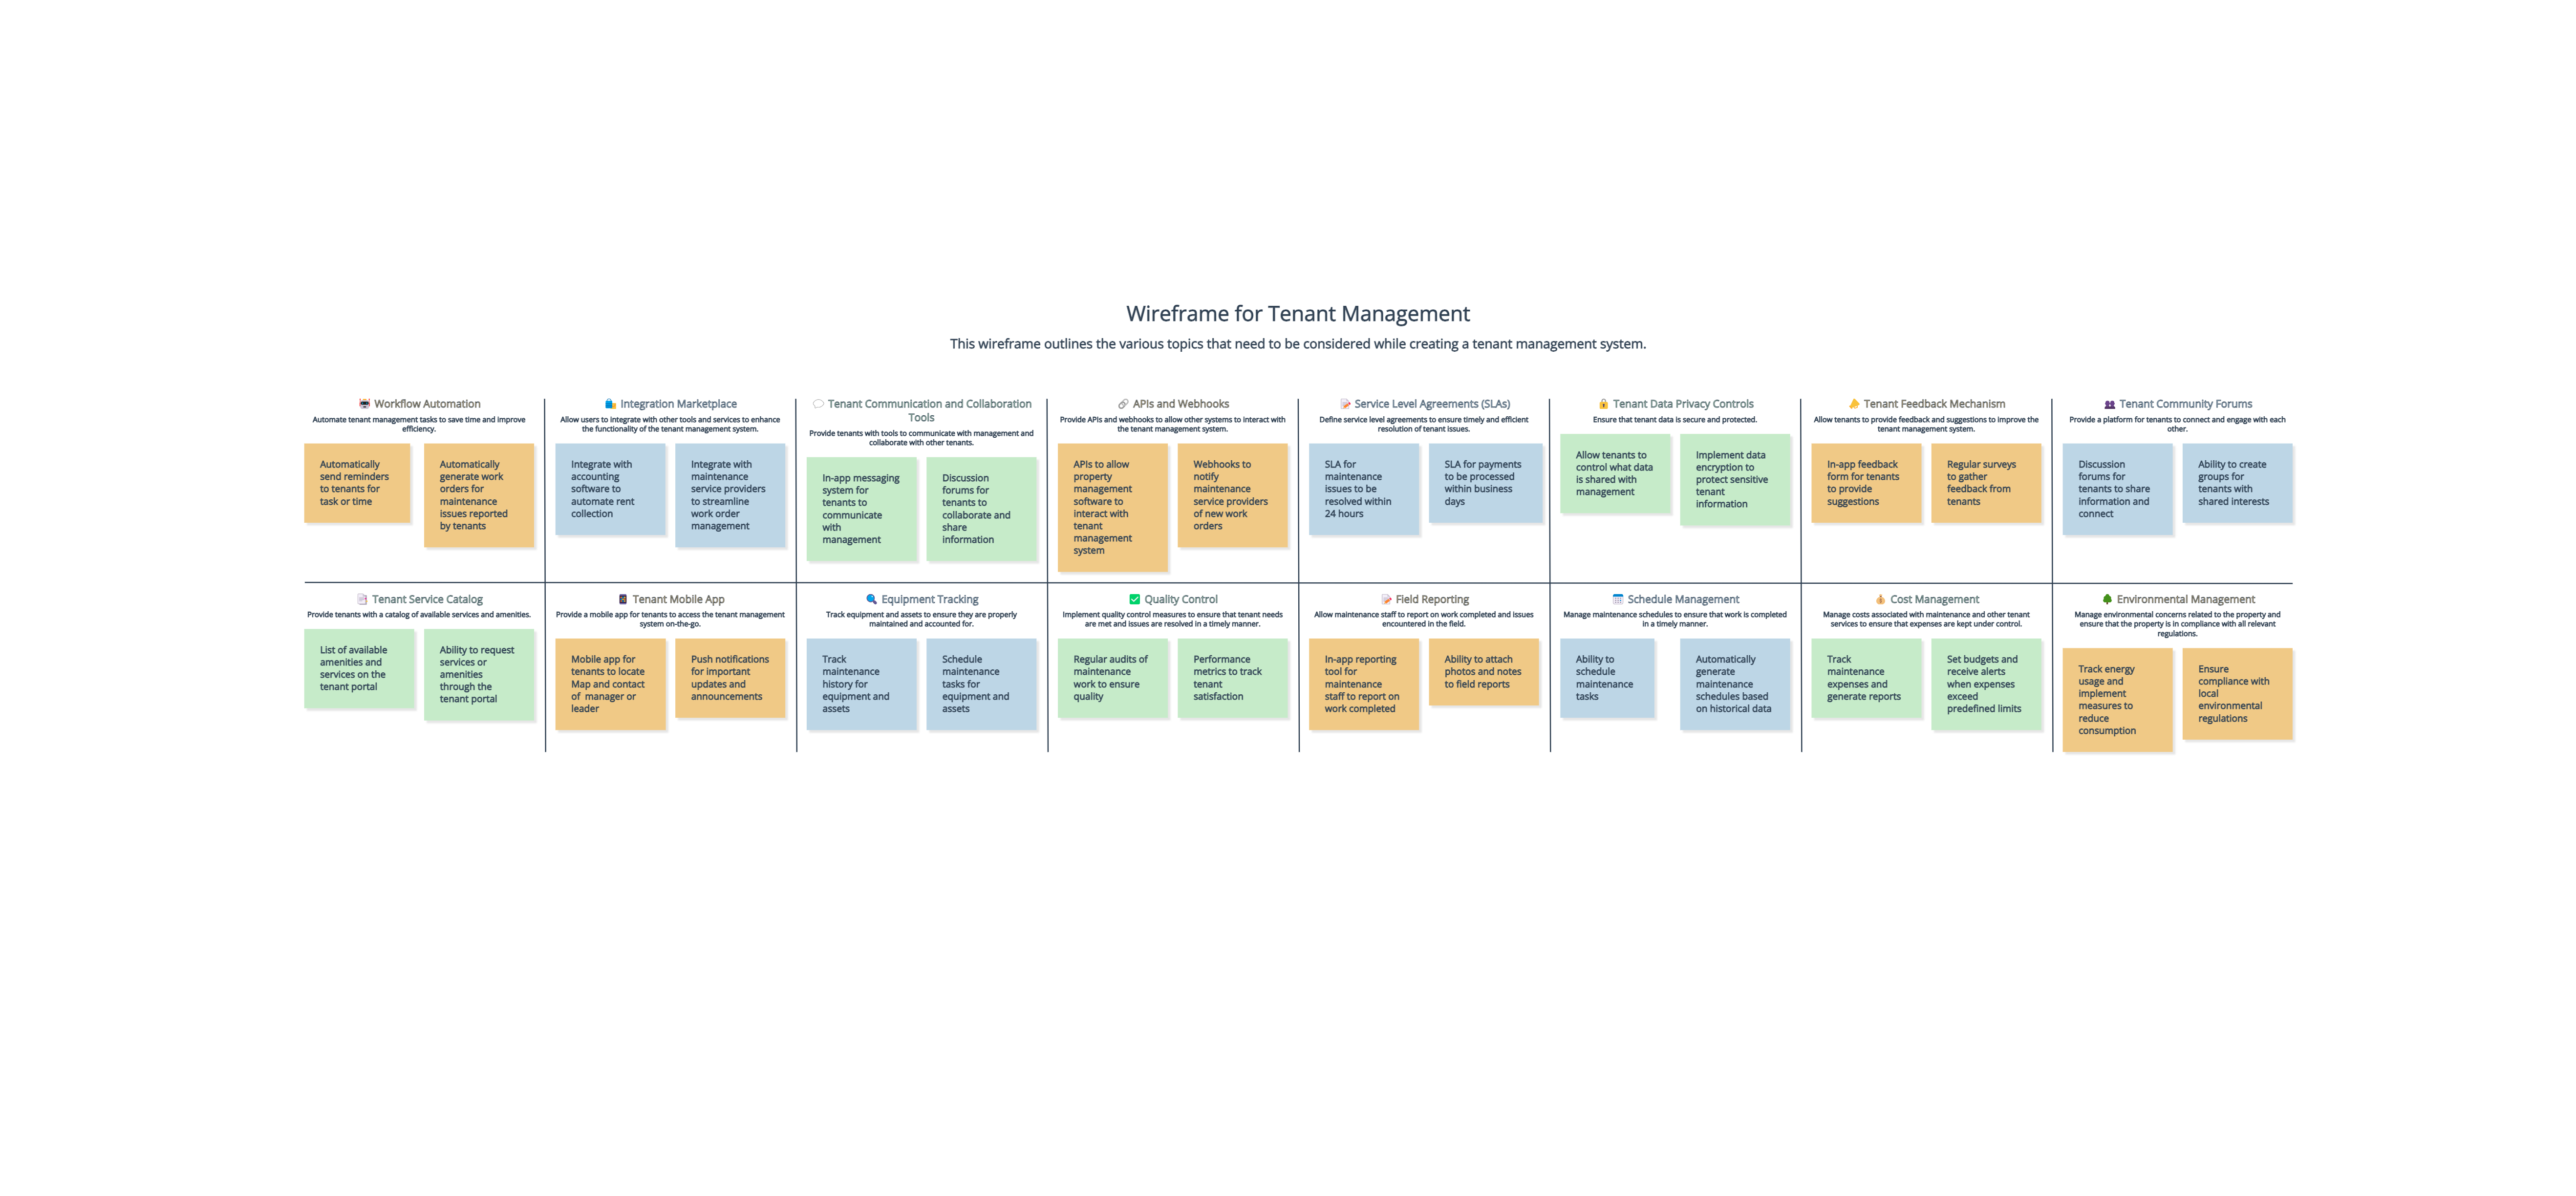 Wireframe for Tenant Management
This wireframe outlines the various topics that need to be considered while creating a tenant management system.
Workflow Automation
Automate tenant management tasks to save time and improve
efficiency.
Automatically
send reminders
to tenants for
task or time
Automatically
generate work
orders for
maintenance
issues reported
by tenants
Integration Marketplace
Allow users to integrate with other tools and services to enhance
the functionality of the tenant management system.
Integrate with
accounting
software to
automate rent
collection
Integrate with
maintenance
service providers
to streamline
work order
management
Tenant Communication and Collaboration
Tools
Provide tenants with tools to communicate with management and
collaborate with other tenants.
In-app messaging
system for
tenants to
communicate
with
management
Discussion
forums for
tenants to
collaborate and
share
information
APIs and Webhooks
Provide APIs and webhooks to allow other systems to interact with
the tenant management system.
APIs to allow
property
management
software to
interact with
tenant
management
system
Webhooks to
notify
maintenance
service providers
of new work
orders
Service Level Agreements (SLAs)
Define service level agreements to ensure timely and efficient
resolution of tenant issues.
SLA for
maintenance
issues to be
resolved within
24 hours
SLA for payments
to be processed
within business
days
Tenant Data Privacy Controls
Ensure that tenant data is secure and protected.
Allow tenants to
control what data
is shared with
management
Implement data
encryption to
protect sensitive
tenant
information
Tenant Feedback Mechanism
Allow tenants to provide feedback and suggestions to improve the
tenant management system.
In-app feedback
form for tenants
to provide
suggestions
Regular surveys
to gather
feedback from
tenants
Tenant Community Forums
Provide a platform for tenants to connect and engage with each
other.
Discussion
forums for
tenants to share
information and
connect
Ability to create
groups for
tenants with
shared interests
Tenant Service Catalog
Provide tenants with a catalog of available services and amenities.
List of available
amenities and
services on the
tenant portal
Ability to request
services or
amenities
through the
tenant portal
Tenant Mobile App
Provide a mobile app for tenants to access the tenant management
system on-the-go.
Mobile app for
tenants to locate
Map and contact
of manager or
leader
Push notifications
for important
updates and
announcements
Equipment Tracking
Track equipment and assets to ensure they are properly
maintained and accounted for.
Track
maintenance
history for
equipment and
assets
Schedule
maintenance
tasks for
equipment and
assets
Quality Control
Implement quality control measures to ensure that tenant needs
are met and issues are resolved in a timely manner.
Regular audits of
maintenance
work to ensure
quality
Performance
metrics to track
tenant
satisfaction
Field Reporting
Allow maintenance staff to report on work completed and issues
encountered in the field.
In-app reporting
tool for
maintenance
staff to report on
work completed
Ability to attach
photos and notes
to field reports
Schedule Management
Manage maintenance schedules to ensure that work is completed
in a timely manner.
Ability to
schedule
maintenance
tasks
Automatically
generate
maintenance
schedules based
on historical data
Cost Management
Manage costs associated with maintenance and other tenant
services to ensure that expenses are kept under control.
Track
maintenance
expenses and
generate reports
Set budgets and
receive alerts
when expenses
exceed
predefined limits
Environmental Management
Manage environmental concerns related to the property and
ensure that the property is in compliance with all relevant
regulations.
Track energy
usage and
implement
measures to
reduce
consumption
Ensure
compliance with
local
environmental
regulations